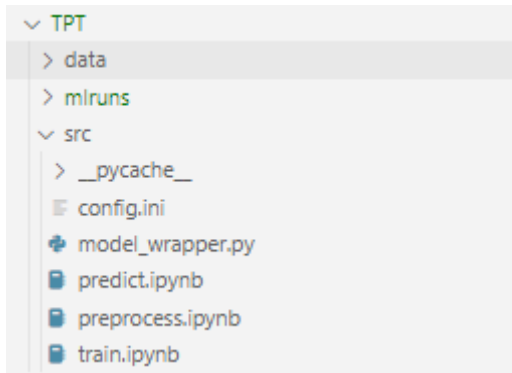 TPT
data
mlruns
src
__pycache__
config.ini
model_wrapper.py
predict.ipynb
preprocess.ipynb
train.ipynb